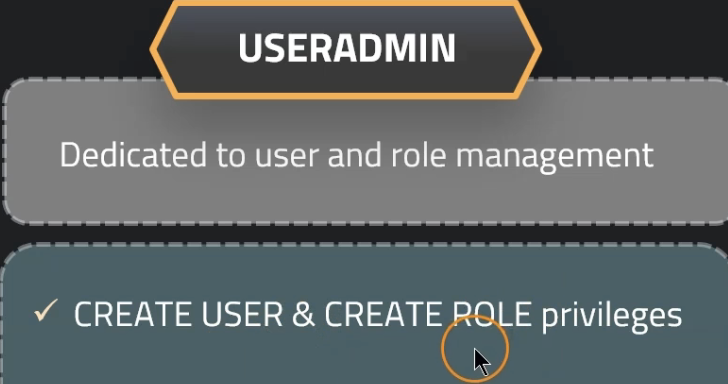 USERADMIN
Dedicated to user and role management
✓ CREATE USER & CREATE ROLE privileges